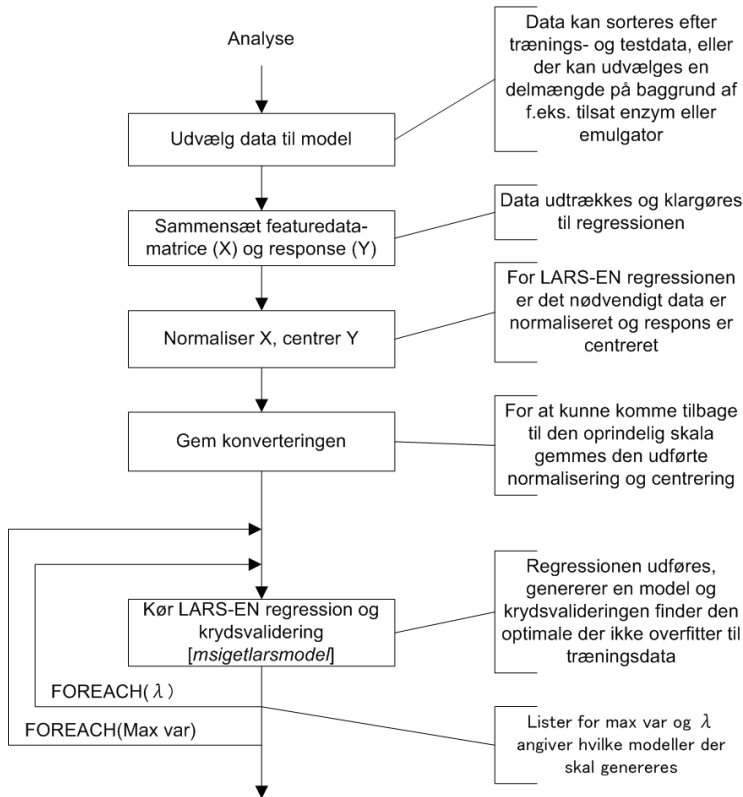 Analyse
Data kan sorteres efter
trænings- og testdata, eller
der kan udvælges en
delmængde på baggrund af
f.eks. tilsat enzym eller
emulgator
Udvælg data til model
Sammensæt featuredata-
matrice (X) og response (Y)
Data udtrækkes og klargøres
til regressionen
Normaliser X, centrer Y
For LARS-EN regressionen
er det nødvendigt data er
normaliseret og respons er
centreret
Gem konverteringen
For at kunne komme tilbage
til den oprindelig skala
gemmes den udførte
normalisering og centrering
Kør LARS-EN regression og
krydsvalidering
[msigetlarsmodel]
Regressionen udføres,
genererer en model og
krydsvalideringen finder den
optimale der ikke overfitter til
træningsdata
FOREACH(λ)
FOREACH(Max var)
Lister for max var og λ
angiver hvilke modeller der
skal genereres